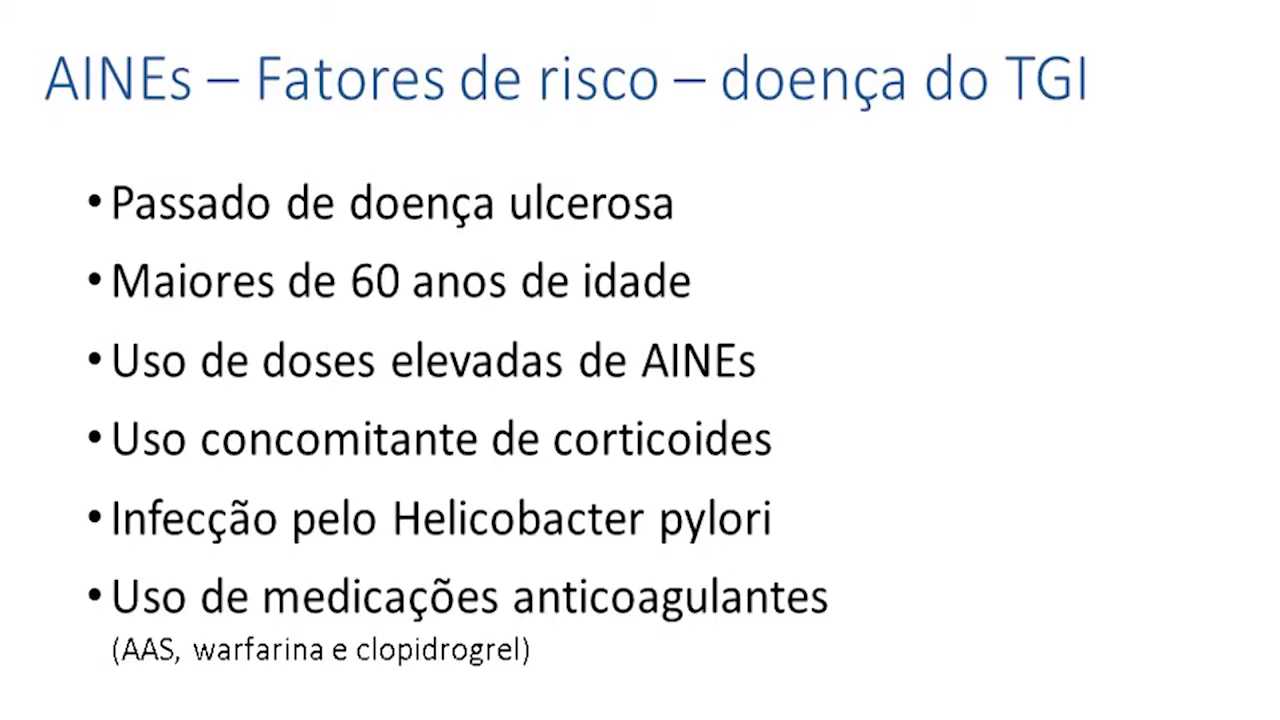 AINEs – Fatores de risco – doença do TGI
• Passado de doença ulcerosa
• Maiores de 60 anos de idade
• Uso de doses elevadas de AINEs
• Uso concomitante de corticoides
• Infecção pelo Helicobacter pylori
• Uso de medicações anticoagulantes
(AAS, warfarina e clopidrogrel)